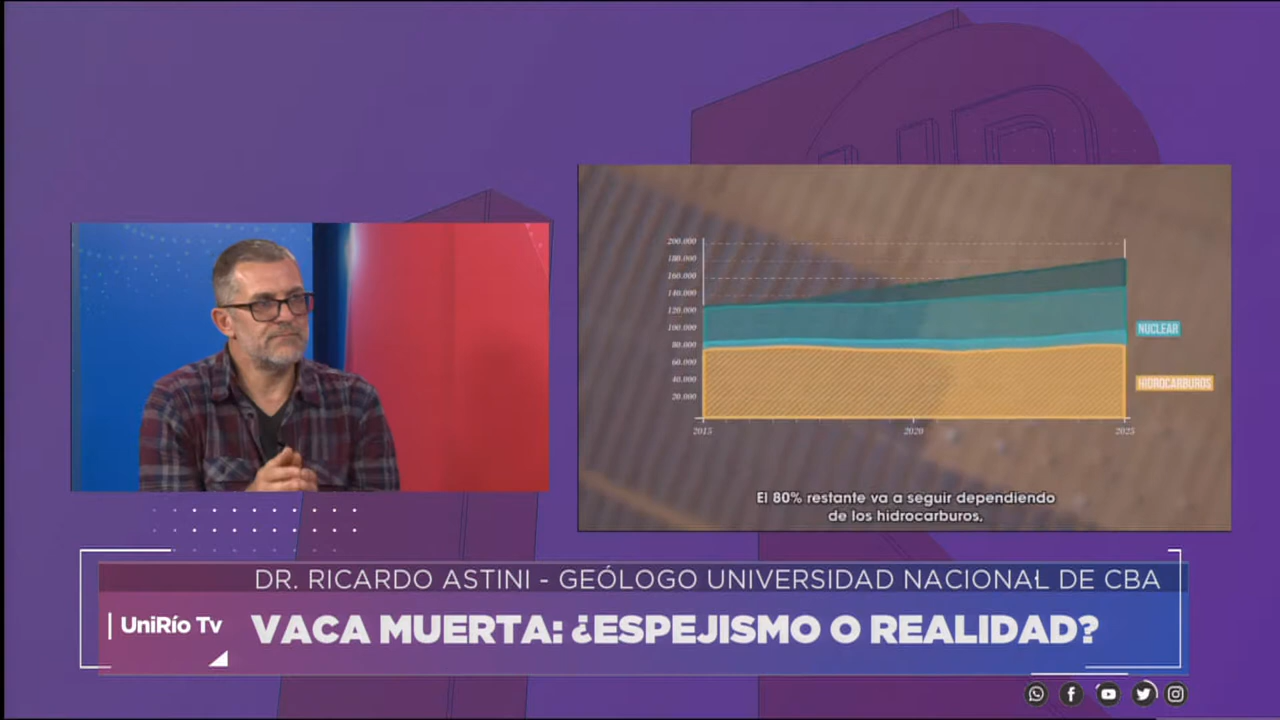 200.000
180.000
160.000
140.000
120.000
100.000
80.000
60.000
40.000
20.000
2015
2020
2025
NUCLEAR
HIDROCARBUROS
El 80% restante va a seguir dependiendo
de los hidrocarburos,
DR. RICARDO ASTINI - GEÓLOGO UNIVERSIDAD NACIONAL DE CBA
UniRío Tv
VACA MUERTA: ¿ESPEJISMO O REALIDAD?